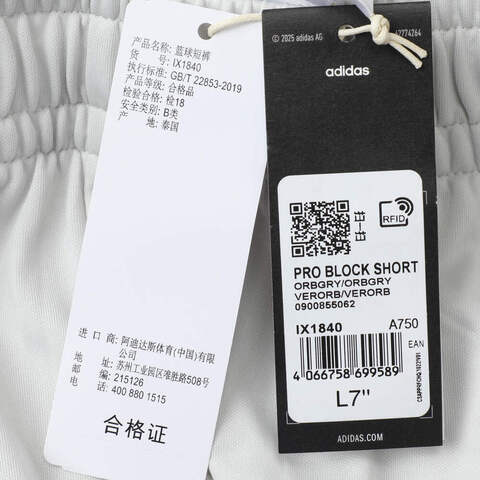 产品名称: 篮球短裤
货 号: IX1840
执行标准: GB/T 22853-2019
产品等级: 合格品
检验合格: 检18
安全类别: B类
产 地: 泰国
进 口 商: 阿迪达斯体育(中国)有限
公司
地 址: 苏州工业园区准胜路508号
邮 编: 215126
电 话: 400 880 1515
合格证
© 2025 adidas AG
adidas
RFID
PRO BLOCK SHORT
ORBGRY/ORBGRY
VERORB/VERORB
0900855062
IX1840
A750
EAN
4 066758 699589
L7"
ADIDAS.COM